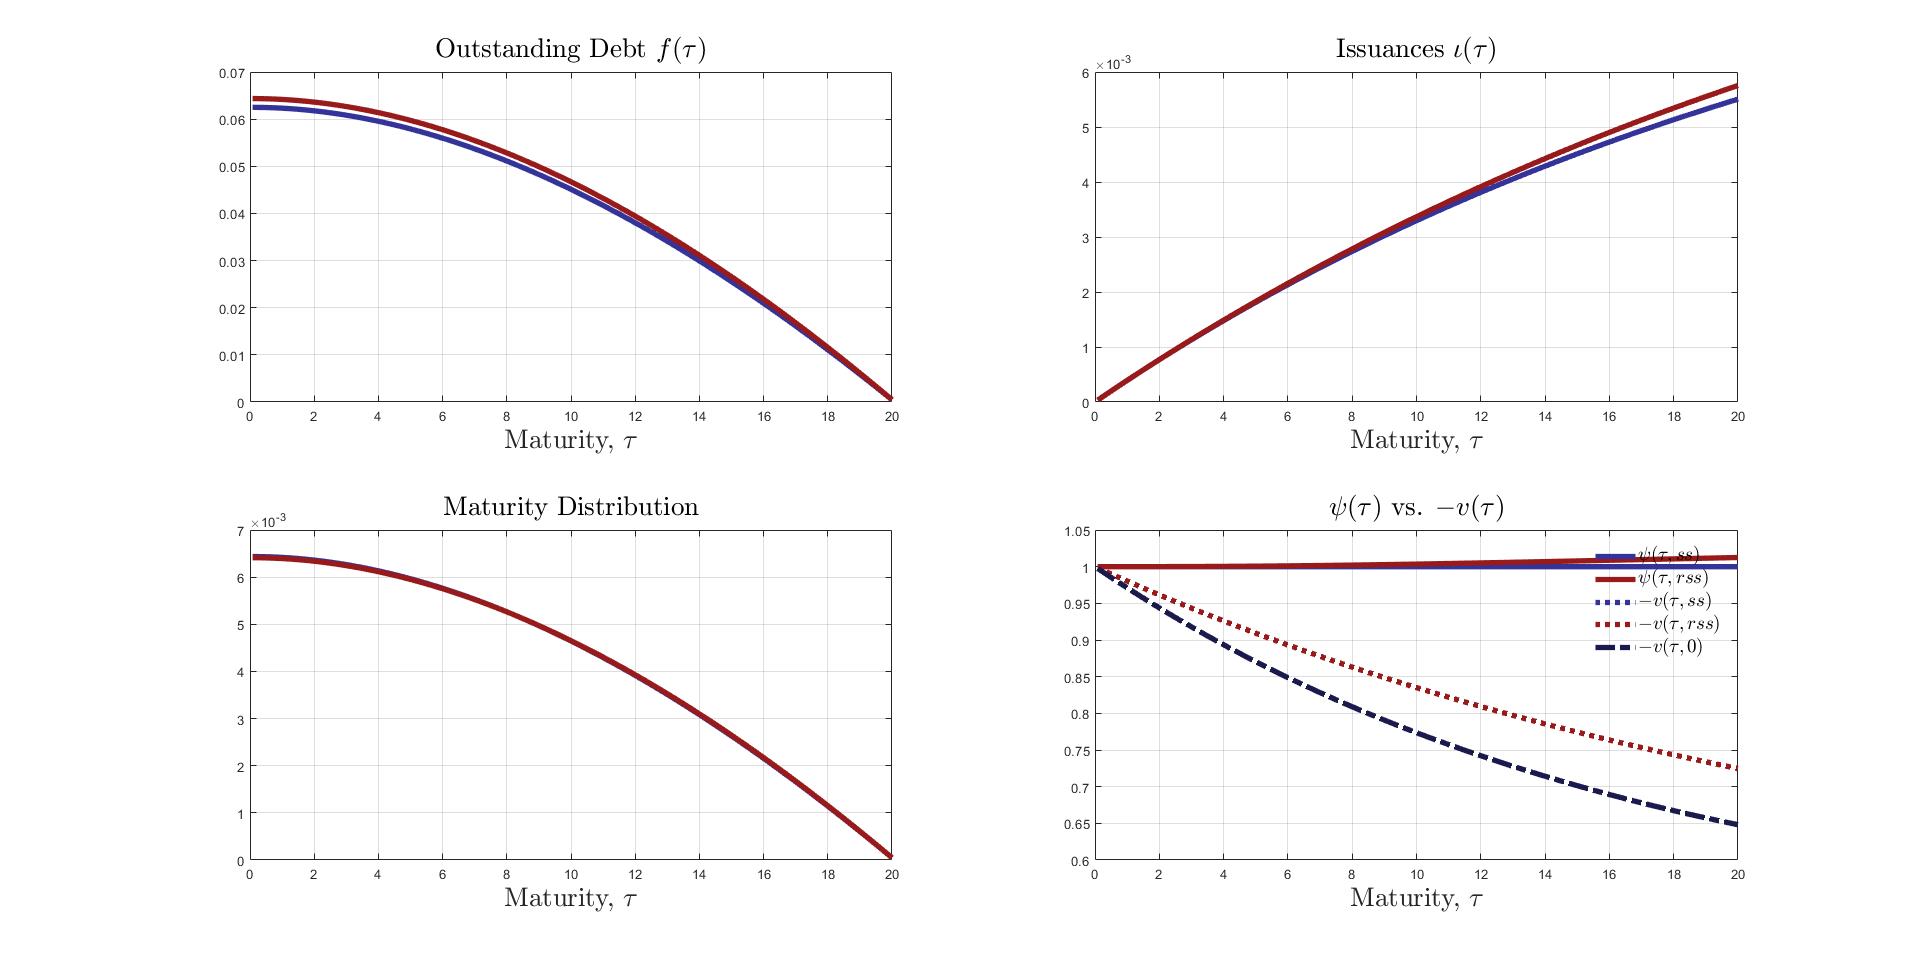 Outstanding Debt f(τ)
0.07
0.06
0.05
0.04
0.03
0.02
0.01
0
0 2 4 6 8 10 12 14 16 18 20
Maturity, τ
Issuances ι(τ)
×10-3
6
5
4
3
2
1
0
0 2 4 6 8 10 12 14 16 18 20
Maturity, τ
Maturity Distribution
×10-3
7
6
5
4
3
2
1
0
0 2 4 6 8 10 12 14 16 18 20
Maturity, τ
ψ(τ) vs. −v(τ)
1.05
1
0.95
0.9
0.85
0.8
0.75
0.7
0.65
0.6
0 2 4 6 8 10 12 14 16 18 20
Maturity, τ
ψ(τ, ss)
ψ(τ, rss)
−v(τ, ss)
−v(τ, rss)
−v(τ, 0)